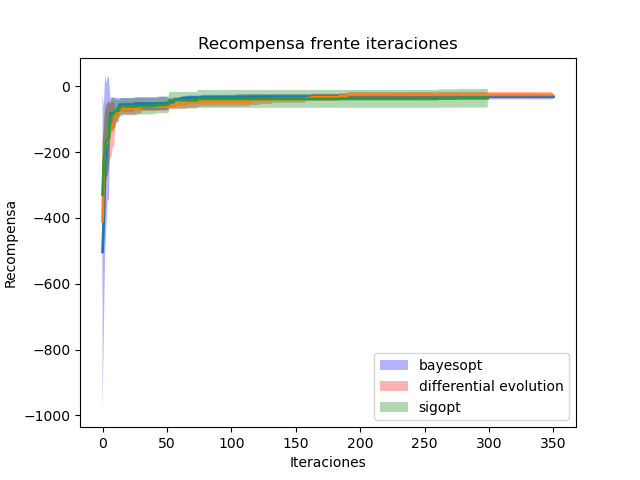 Recompensa frente iteraciones
Recompensa
0
−200
−400
−600
−800
−1000
bayesopt
differential evolution
sigopt
0 50 100 150 200 250 300 350
Iteraciones